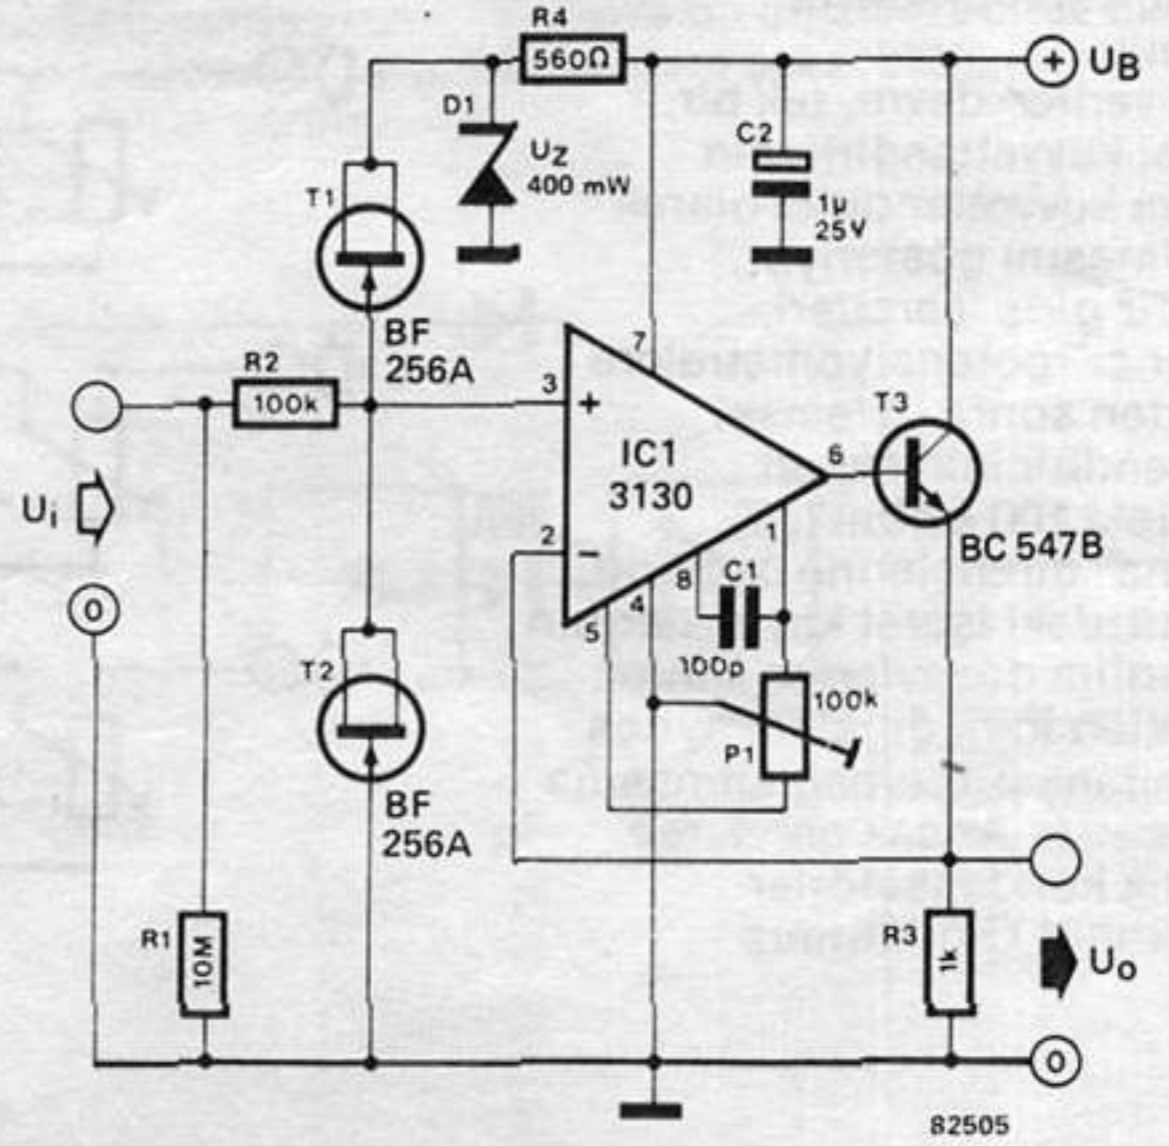 R4
560Ω
+
UB
D1
UZ
400 mW
C2
1µ
25V
T1
BF
256A
R2
100k
3
+
7
IC1
3130
6
T3
BC 547B
Ui
0
2
−
5
4
8
1
C1
100p
100k
P1
T2
BF
256A
R1
10M
R3
1k
Uo
0
82505